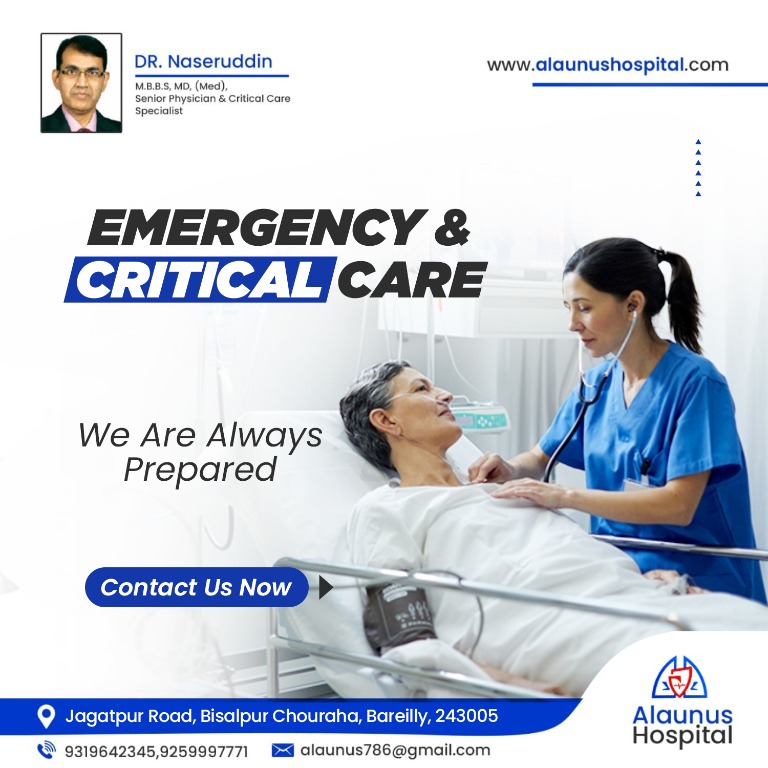 DR. Naseruddin
M.B.B.S, MD, (Med),
Senior Physician & Critical Care
Specialist
www.alaunushospital.com
EMERGENCY &
CRITICAL CARE
We Are Always
Prepared
Contact Us Now
Jagatpur Road, Bisalpur Chouraha, Bareilly, 243005
9319642345,9259997771
alaunus786@gmail.com
Alaunus
Hospital